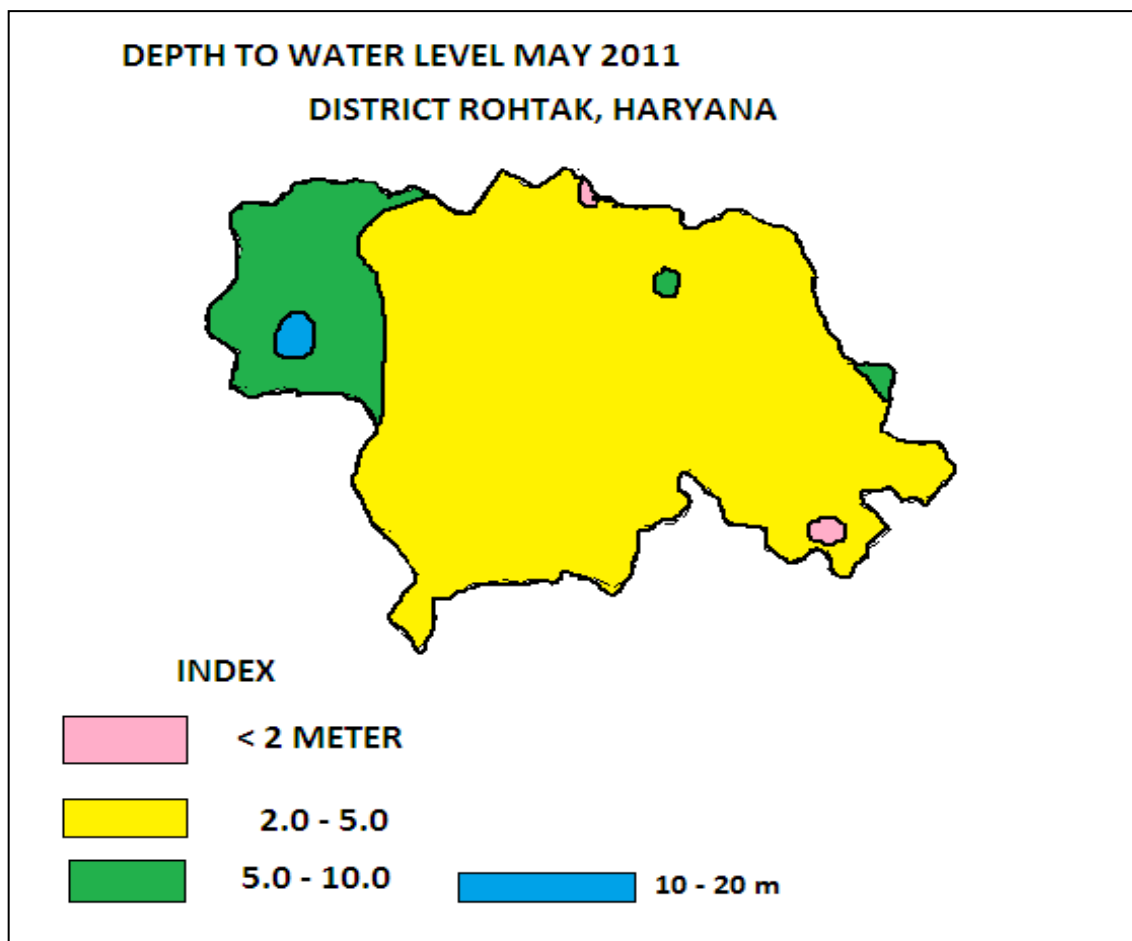 DEPTH TO WATER LEVEL MAY 2011
DISTRICT ROHTAK, HARYANA
INDEX
< 2 METER
2.0 - 5.0
5.0 - 10.0
10 - 20 m